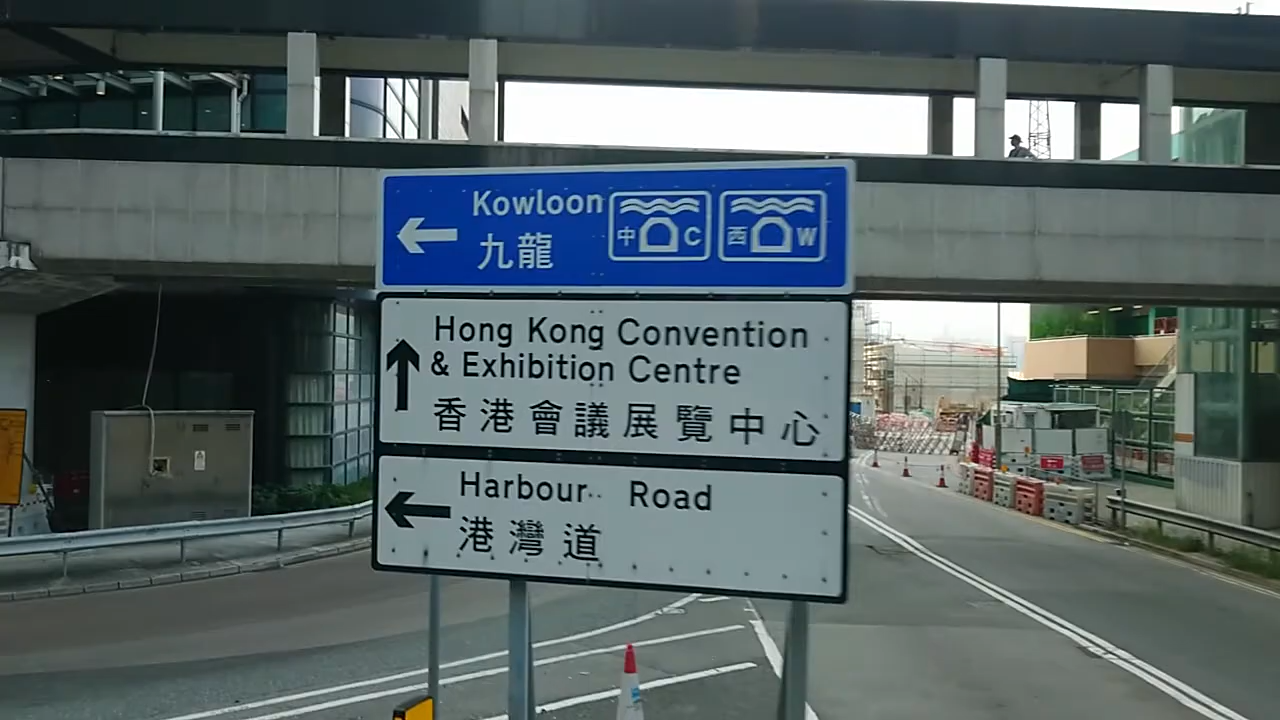 Kowloon
九龍
中 C
西 W
Hong Kong Convention
& Exhibition Centre
香港會議展覽中心
Harbour Road
港灣道